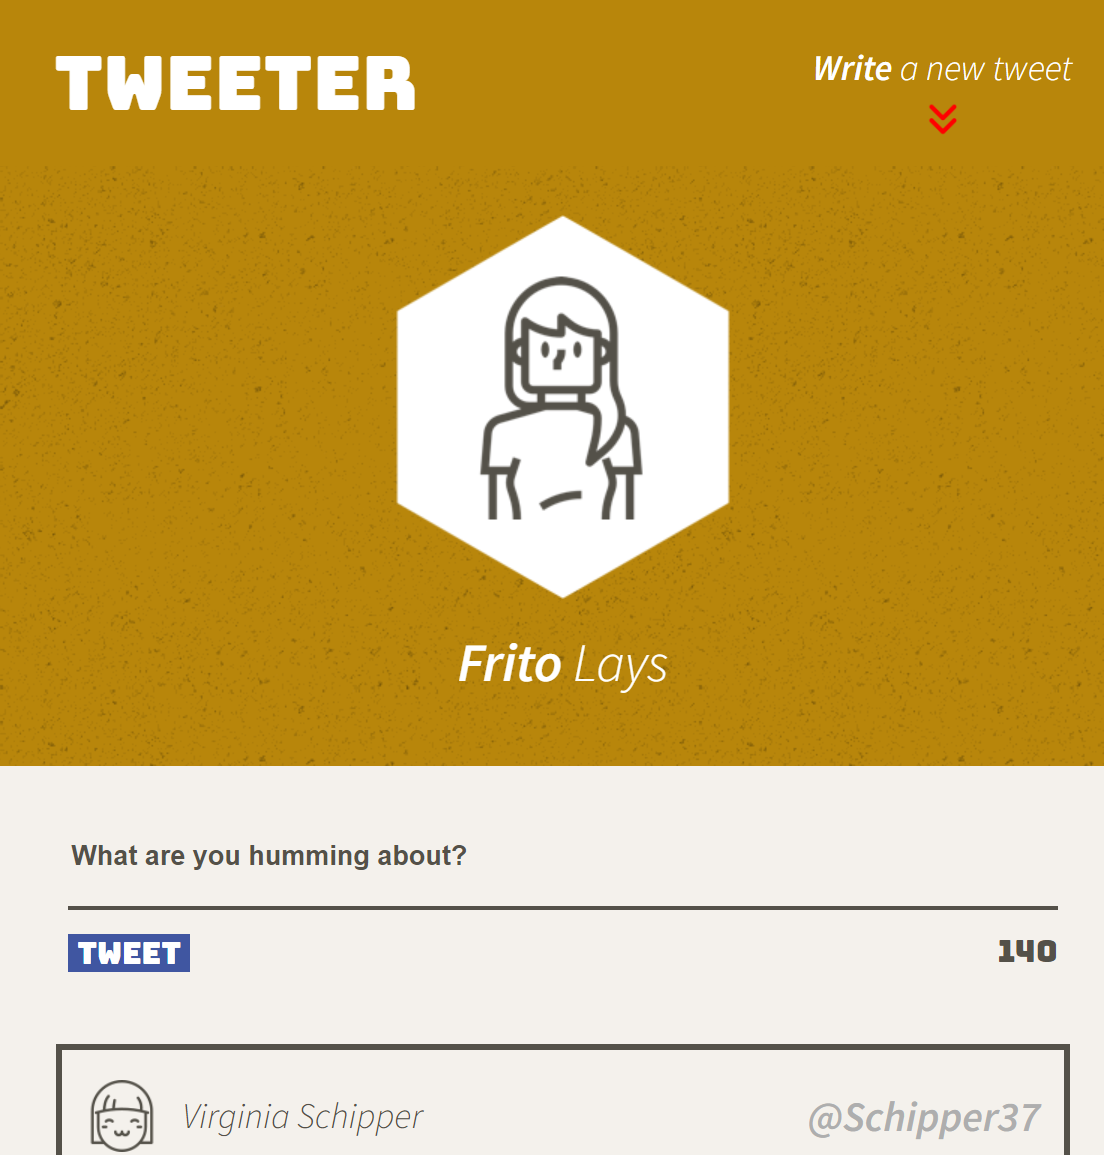 TWEETER
Write a new tweet
Frito Lays
What are you humming about?
TWEET
140
Virginia Schipper
@Schipper37